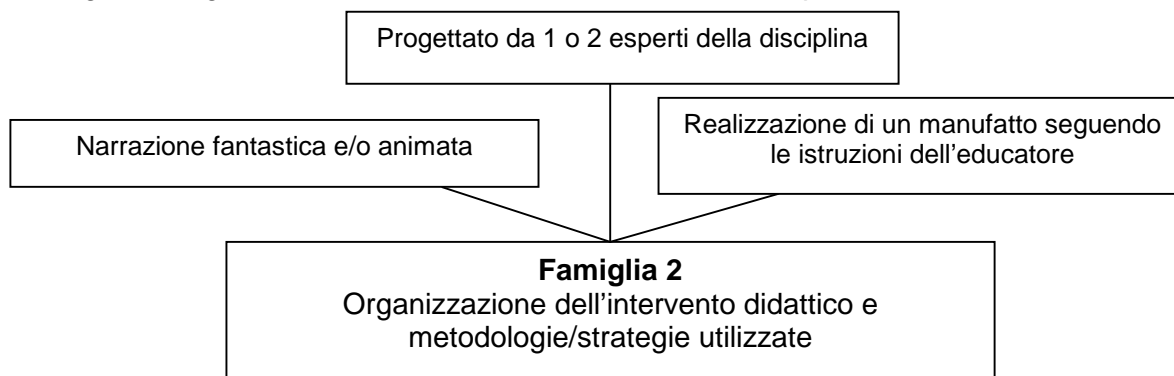 Progettato da 1 o 2 esperti della disciplina
Narrazione fantastica e/o animata
Realizzazione di un manufatto seguendo
le istruzioni dell’educatore
Famiglia 2
Organizzazione dell’intervento didattico e
metodologie/strategie utilizzate